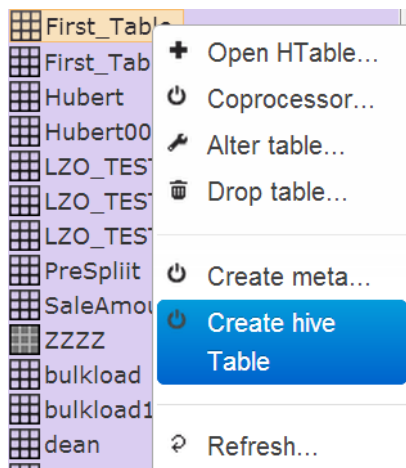 First_Table
First_Tab
Hubert
Hubert00
LZO_TEST
LZO_TEST
LZO_TEST
PreSpliit
SaleAmou
ZZZZ
bulkload
bulkload1
dean
Open HTable...
Coprocessor...
Alter table...
Drop table...
Create meta...
Create hive
Table
Refresh...